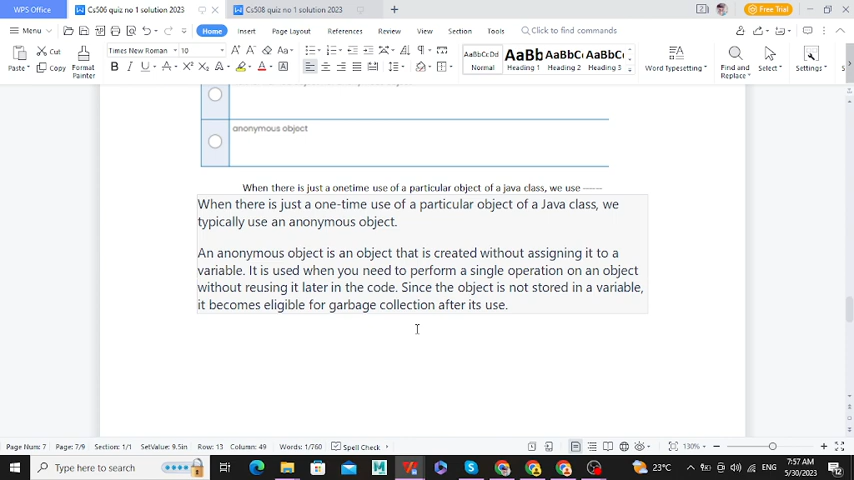 WPS Office Cs506 quiz no 1 solution 2023 Cs508 quiz no 1 solution 2023 Free Trial
Menu Home Insert Page Layout References Review View Section Tools Click to find commands
Paste Cut Copy Format Painter Times New Roman 10 AaBbCcDd Normal AaBb Heading 1 AaBbC Heading 2 AaBbC Heading 3 Word Typesetting Find and Replace Select Settings
anonymous object
When there is just a onetime use of a particular object of a java class, we use -----
When there is just a one-time use of a particular object of a Java class, we
typically use an anonymous object.
An anonymous object is an object that is created without assigning it to a
variable. It is used when you need to perform a single operation on an object
without reusing it later in the code. Since the object is not stored in a variable,
it becomes eligible for garbage collection after its use.
Page Num: 7 Page: 7/9 Section: 1/1 SetValue: 9.5in Row: 13 Column: 49 Words: 1/760 Spell Check 130%
Type here to search 23°C ENG 7:57 AM
5/30/2023